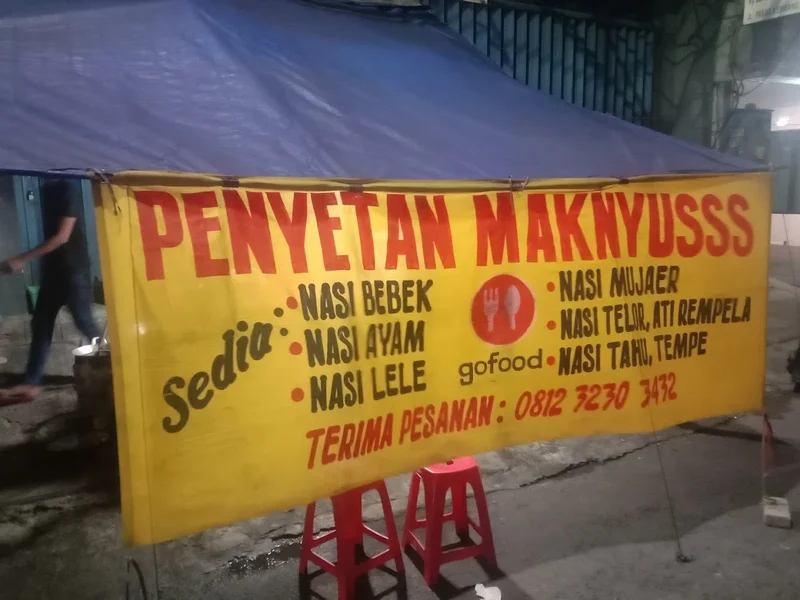 PENYETAN MAKNYUSSS
Sedia:
• NASI BEBEK
• NASI AYAM
• NASI LELE
gofood
• NASI MUJAER
• NASI TELOR, ATI REMPELA
• NASI TAHU, TEMPE
TERIMA PESANAN: 0812 3230 3432